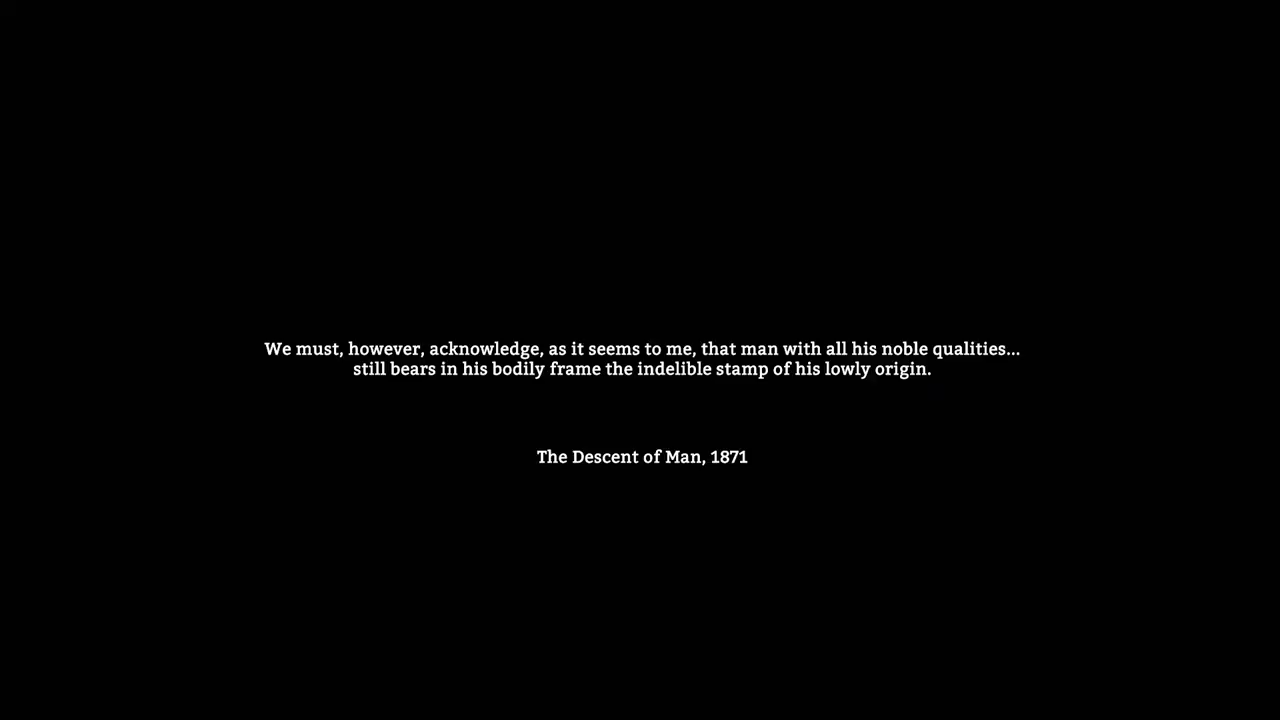 We must, however, acknowledge, as it seems to me, that man with all his noble qualities...
still bears in his bodily frame the indelible stamp of his lowly origin.
The Descent of Man, 1871